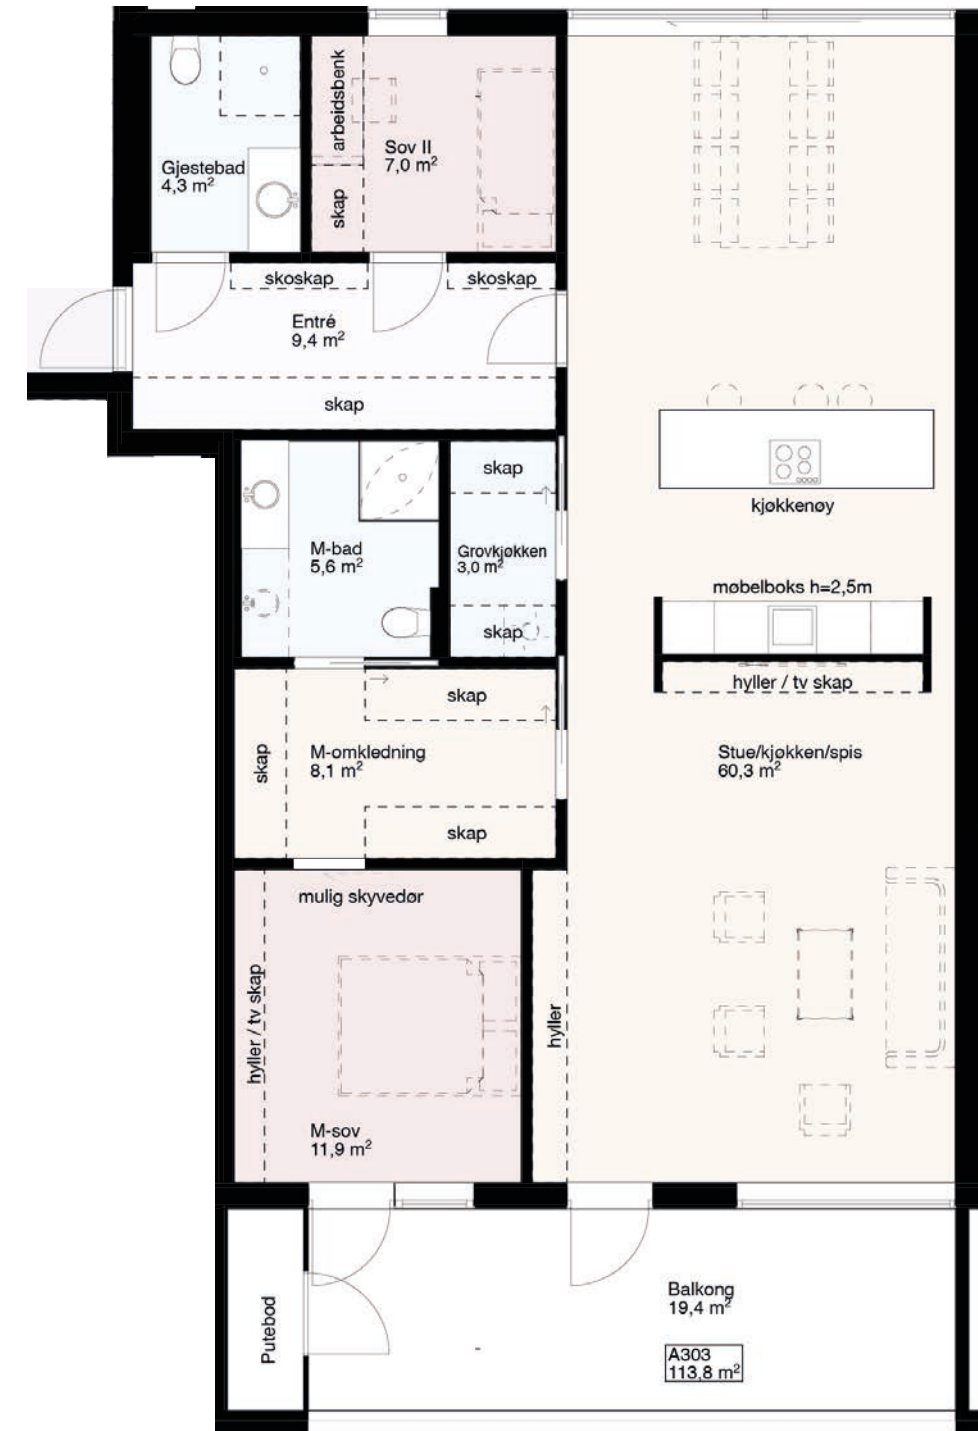 arbeidsbenk
Sov II
7,0 m²
Gjestebad
4,3 m²
skap
skoskap
skoskap
Entré
9,4 m²
skap
skap
M-bad
5,6 m²
Grovkjøkken
3,0 m²
skap
kjøkkenøy
møbelboks h=2,5m
hyller / tv skap
skap
skap
M-omkledning
8,1 m²
Stue/kjøkken/spis
60,3 m²
skap
mulig skyvedør
hyller / tv skap
hyller
M-sov
11,9 m²
Putebod
Balkong
19,4 m²
A303
113,8 m²